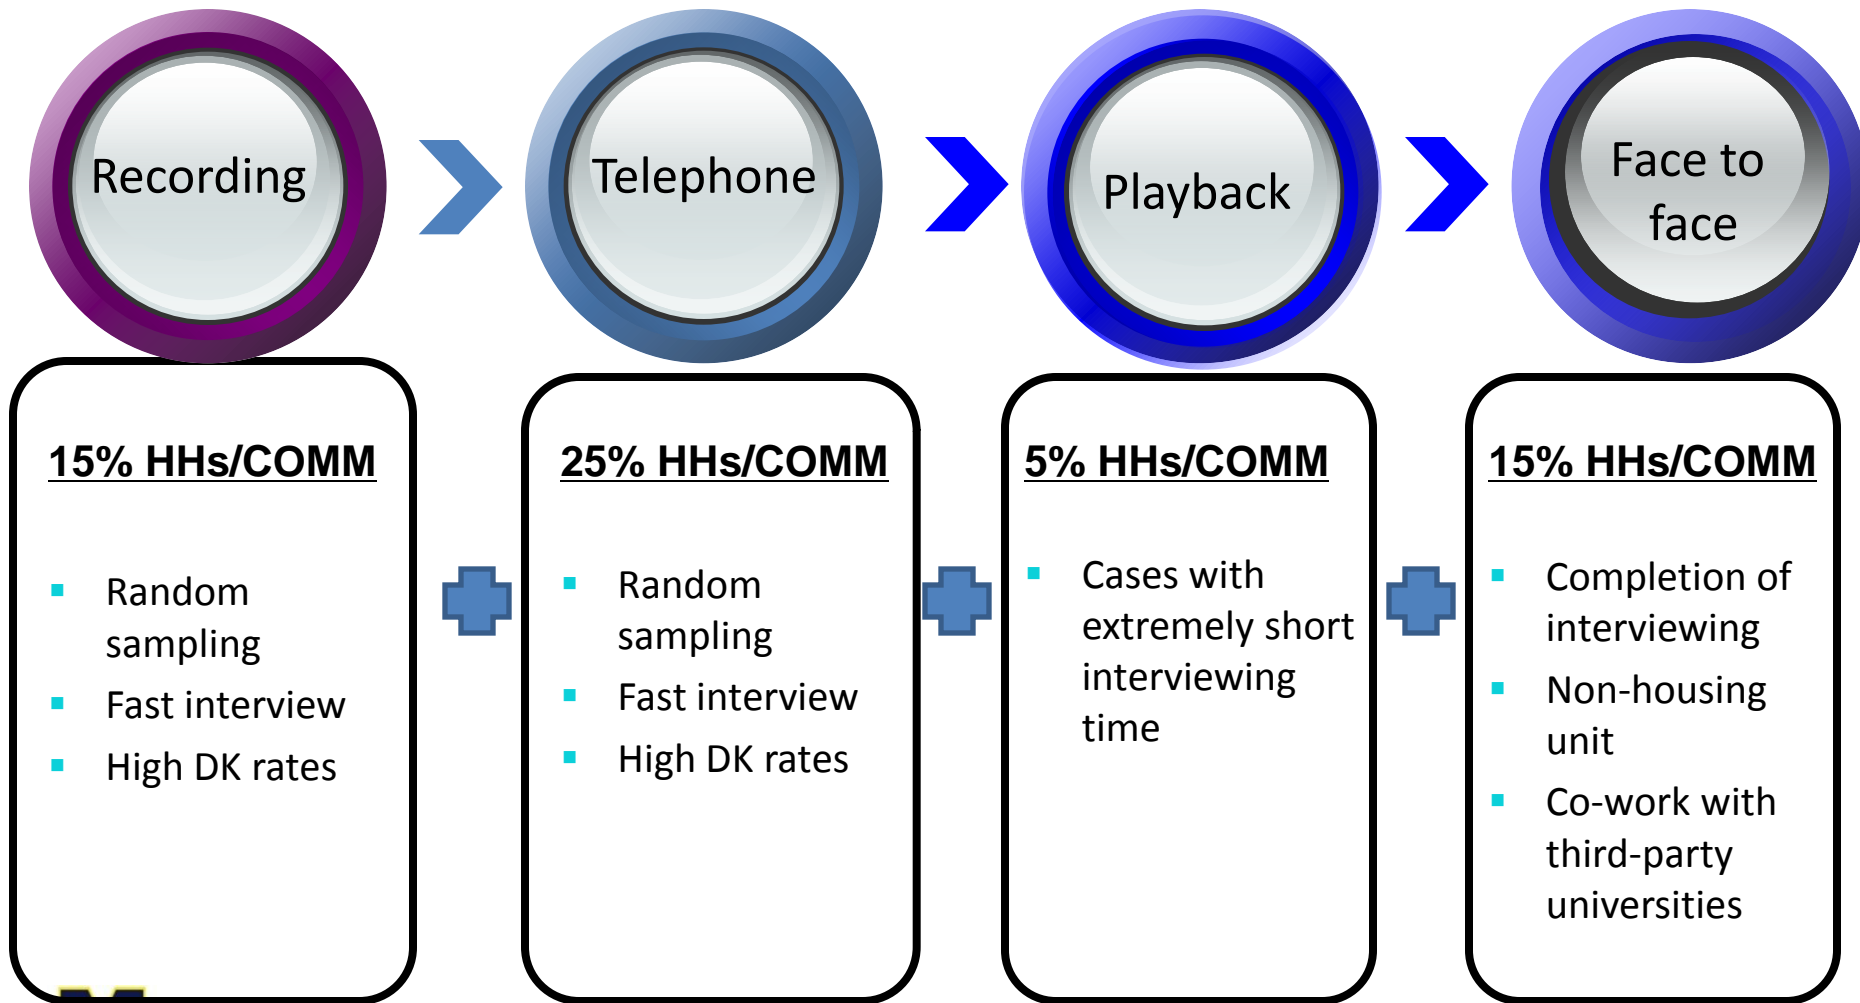 Recording
Telephone
Playback
Face to
face
15% HHs/COMM
Random
sampling
Fast interview
High DK rates
25% HHs/COMM
Random
sampling
Fast interview
High DK rates
5% HHs/COMM
Cases with
extremely short
interviewing
time
15% HHs/COMM
Completion of
interviewing
Non-housing
unit
Co-work with
third-party
universities